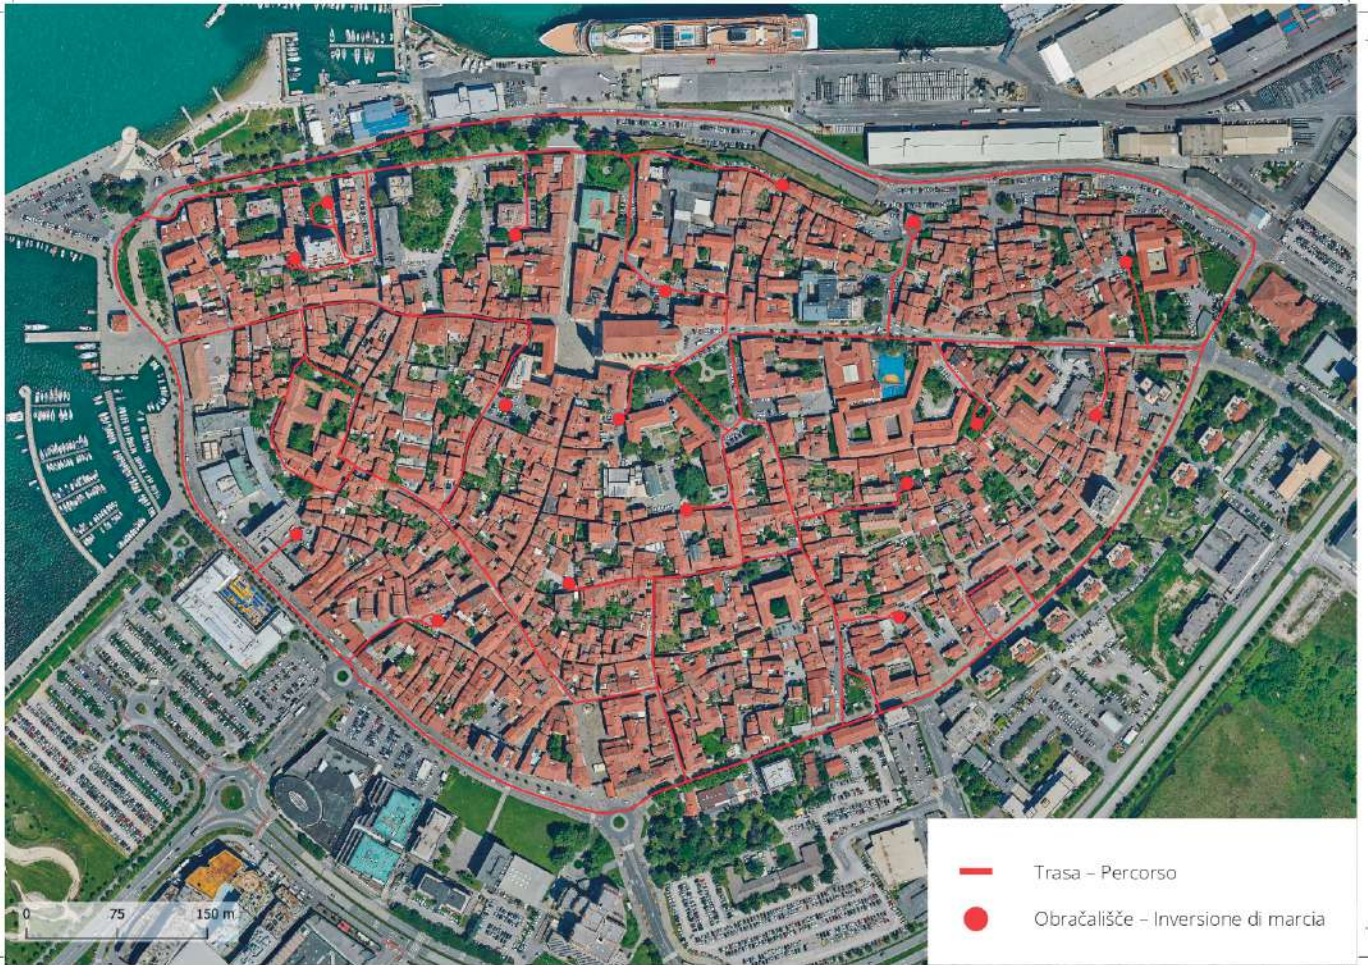 0 75 150 m
Trasa – Percorso
Obračališče – Inversione di marcia